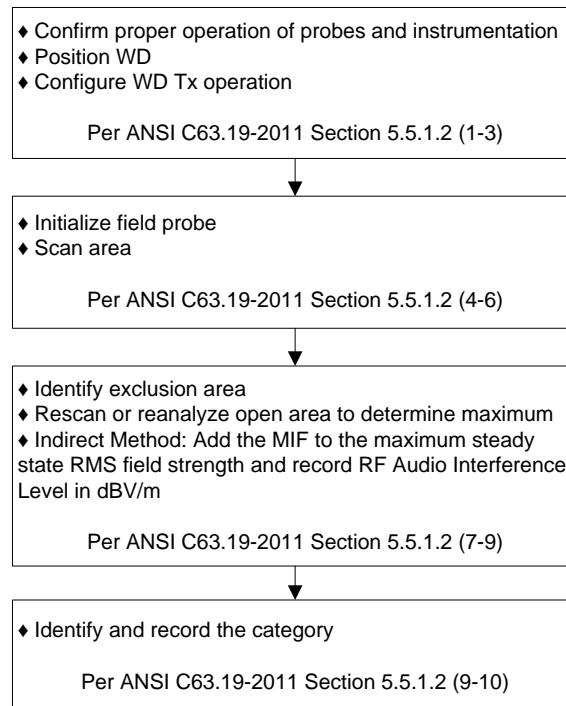 ♦ Confirm proper operation of probes and instrumentation
♦ Position WD
♦ Configure WD Tx operation
Per ANSI C63.19-2011 Section 5.5.1.2 (1-3)
♦ Initialize field probe
♦ Scan area
Per ANSI C63.19-2011 Section 5.5.1.2 (4-6)
♦ Identify exclusion area
♦ Rescan or reanalyze open area to determine maximum
♦ Indirect Method: Add the MIF to the maximum steady
state RMS field strength and record RF Audio Interference
Level in dBV/m
Per ANSI C63.19-2011 Section 5.5.1.2 (7-9)
♦ Identify and record the category
Per ANSI C63.19-2011 Section 5.5.1.2 (9-10)